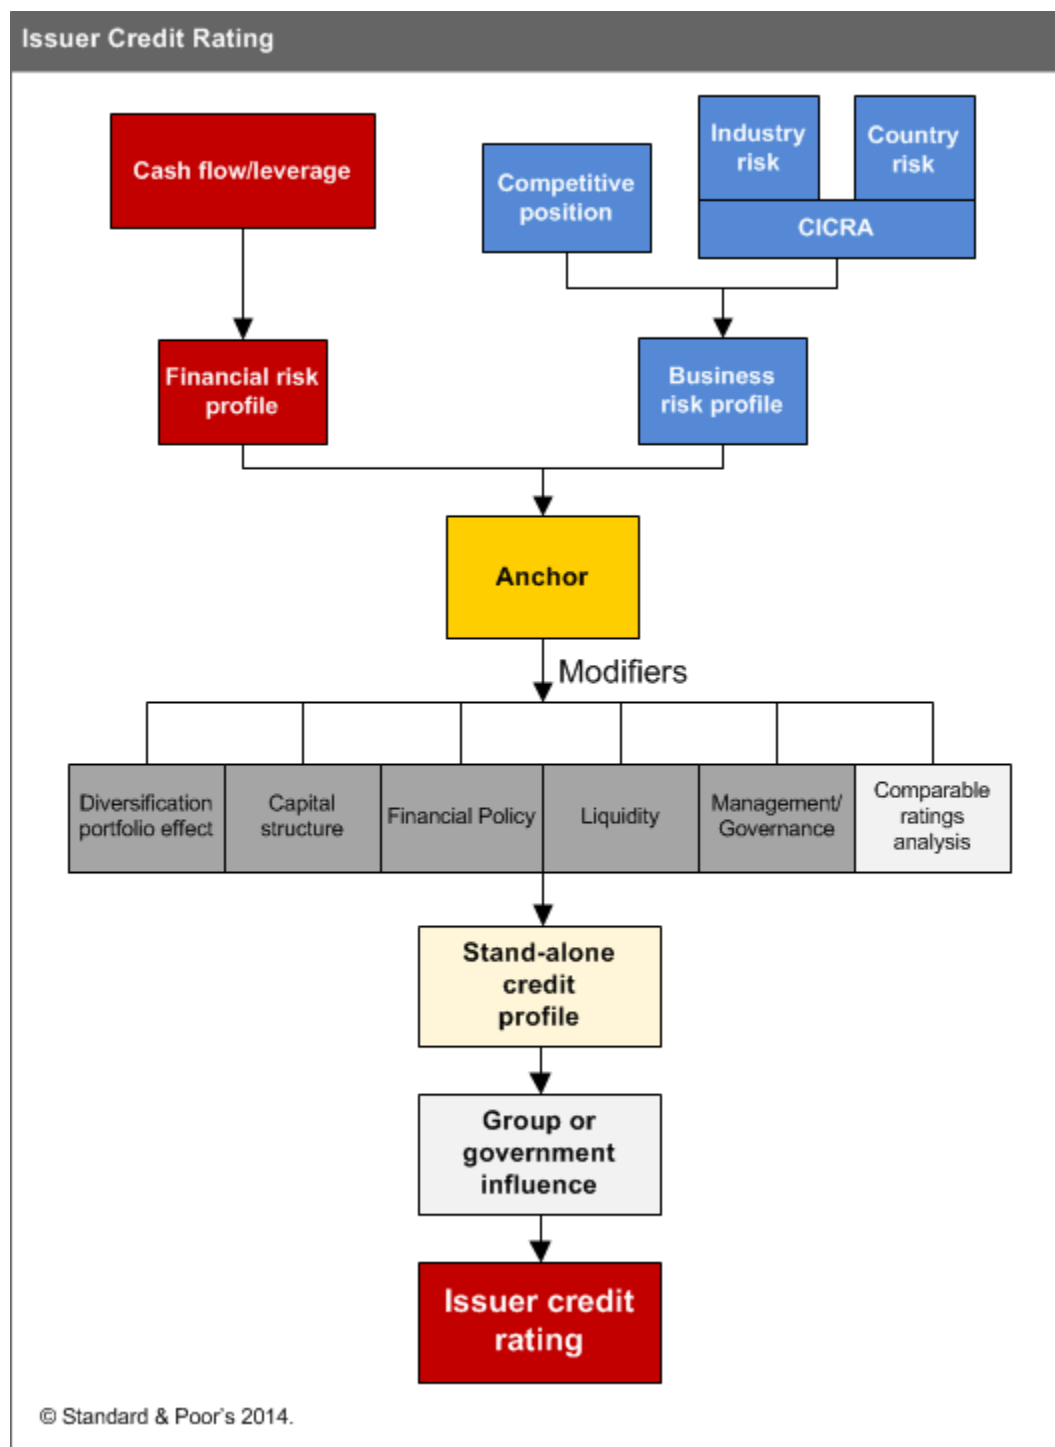 Issuer Credit Rating
Cash flow/leverage
Competitive
position
Industry
risk
Country
risk
CICRA
Financial risk
profile
Business
risk profile
Anchor
Modifiers
Diversification
portfolio effect
Capital
structure
Financial Policy
Liquidity
Management/
Governance
Comparable
ratings
analysis
Stand-alone
credit
profile
Group or
government
influence
Issuer credit
rating
© Standard & Poor's 2014.